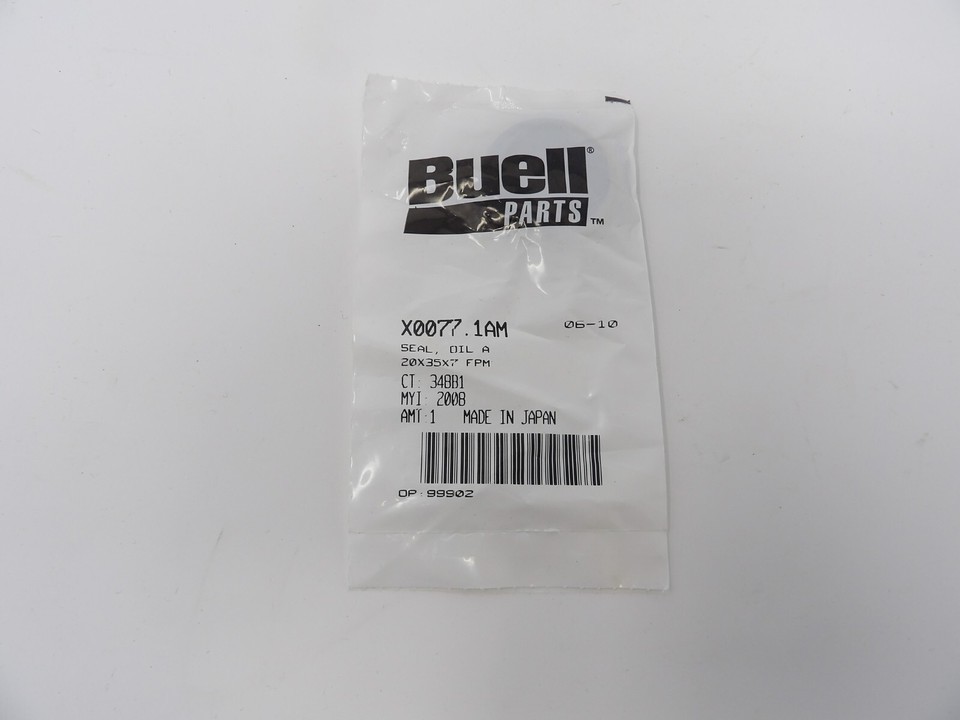 Buell®
PARTS™
X0077.1AM 06-10
SEAL, OIL A
20X35X7 FPM
CT: 348B1
MYI: 2008
AMT:1 MADE IN JAPAN
OP:99902